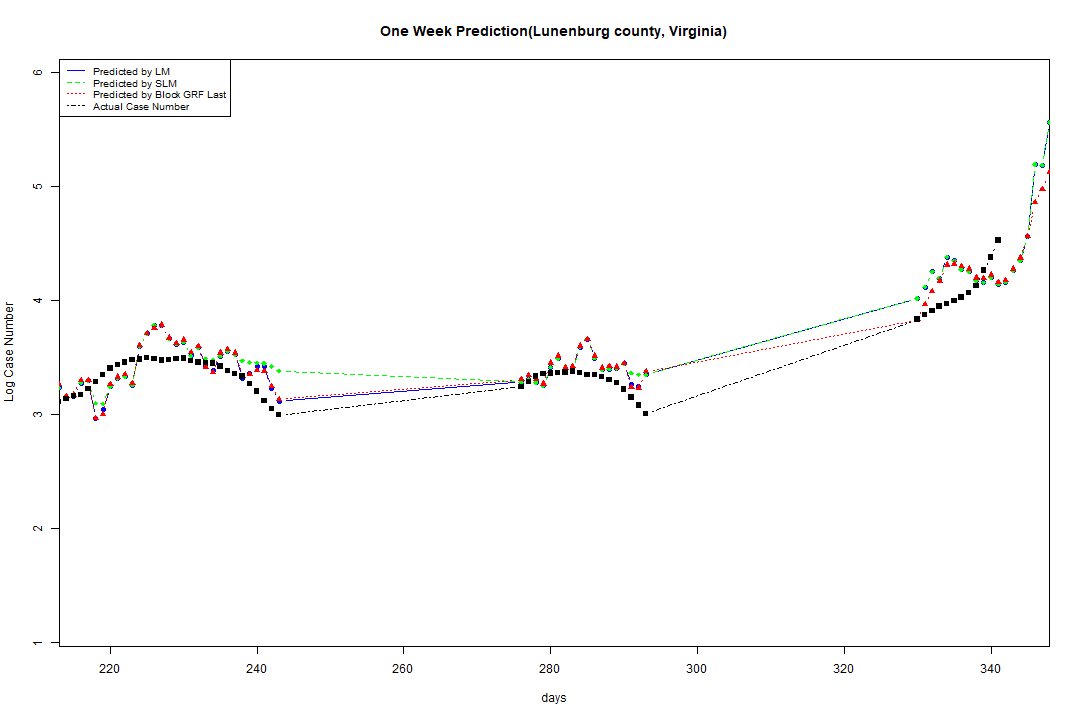 One Week Prediction(Lunenburg county, Virginia)
Predicted by LM
Predicted by SLM
Predicted by Block GRF Last
Actual Case Number
6
5
4
3
2
1
Log Case Number
220 240 260 280 300 320 340
days